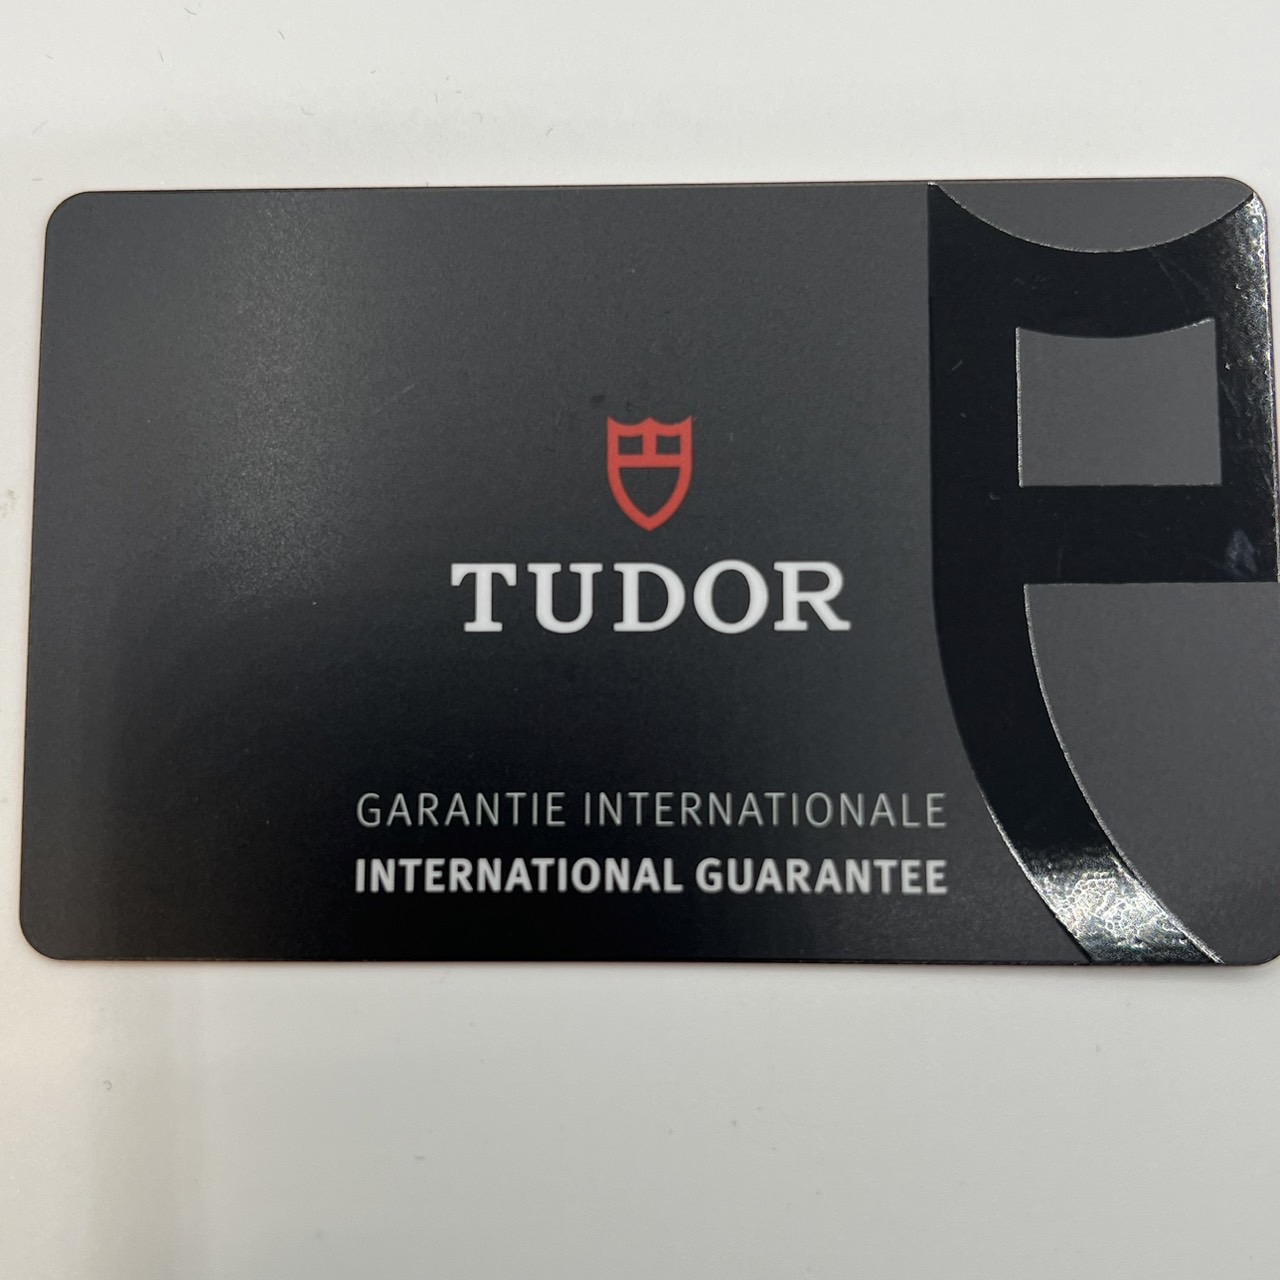 TUDOR
GARANTIE INTERNATIONALE
INTERNATIONAL GUARANTEE